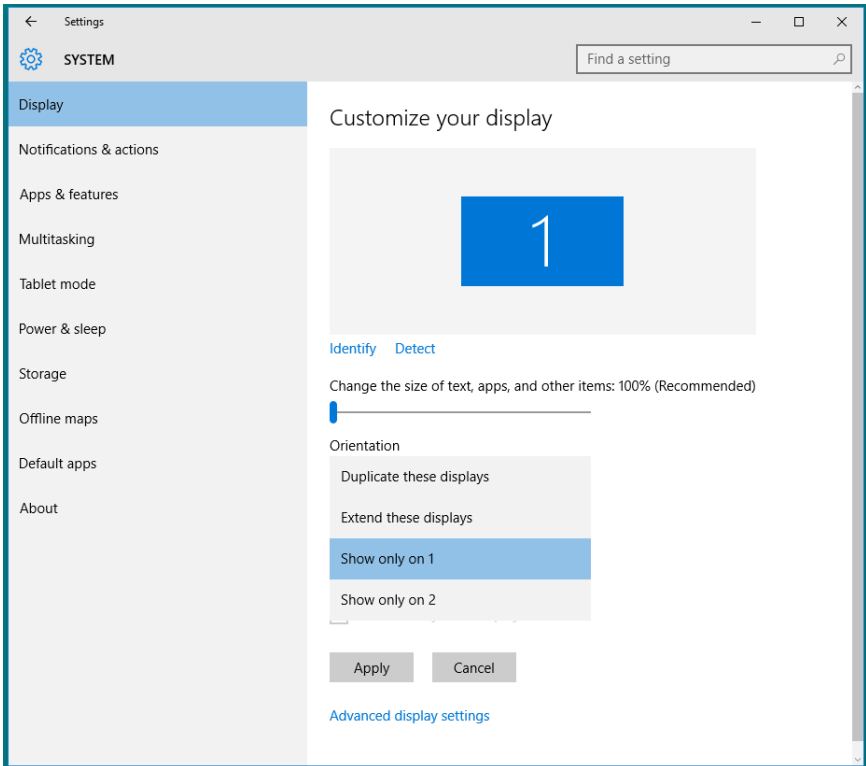 Settings
SYSTEM
Find a setting
Display
Notifications & actions
Apps & features
Multitasking
Tablet mode
Power & sleep
Storage
Offline maps
Default apps
About
Customize your display
1
Identify Detect
Change the size of text, apps, and other items: 100% (Recommended)
Orientation
Duplicate these displays
Extend these displays
Show only on 1
Show only on 2
Apply Cancel
Advanced display settings